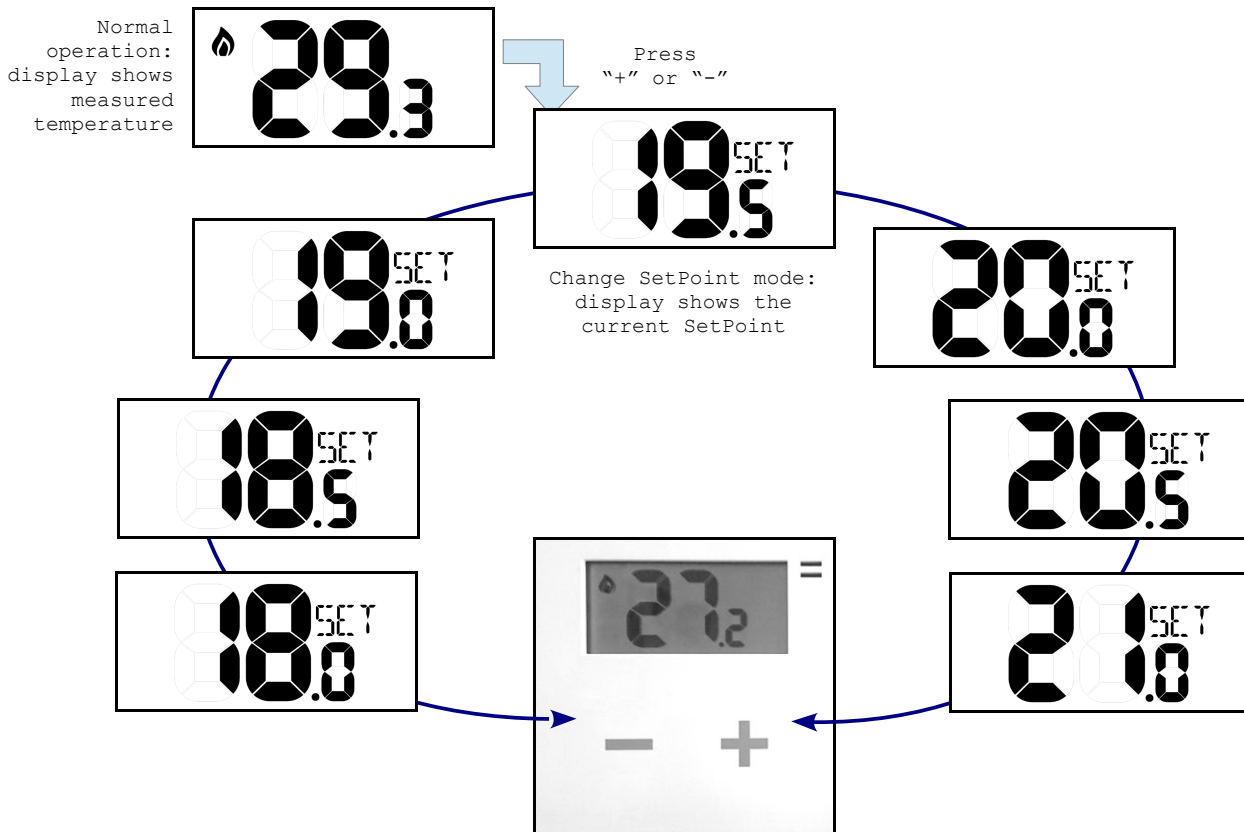 Normal
operation:
display shows
measured
temperature
29.3
Press
“+” or “-”
19.5 SET
Change SetPoint mode:
display shows the
current SetPoint
19.0 SET
20.0 SET
18.5 SET
20.5 SET
18.0 SET
21.0 SET
27.2
- +